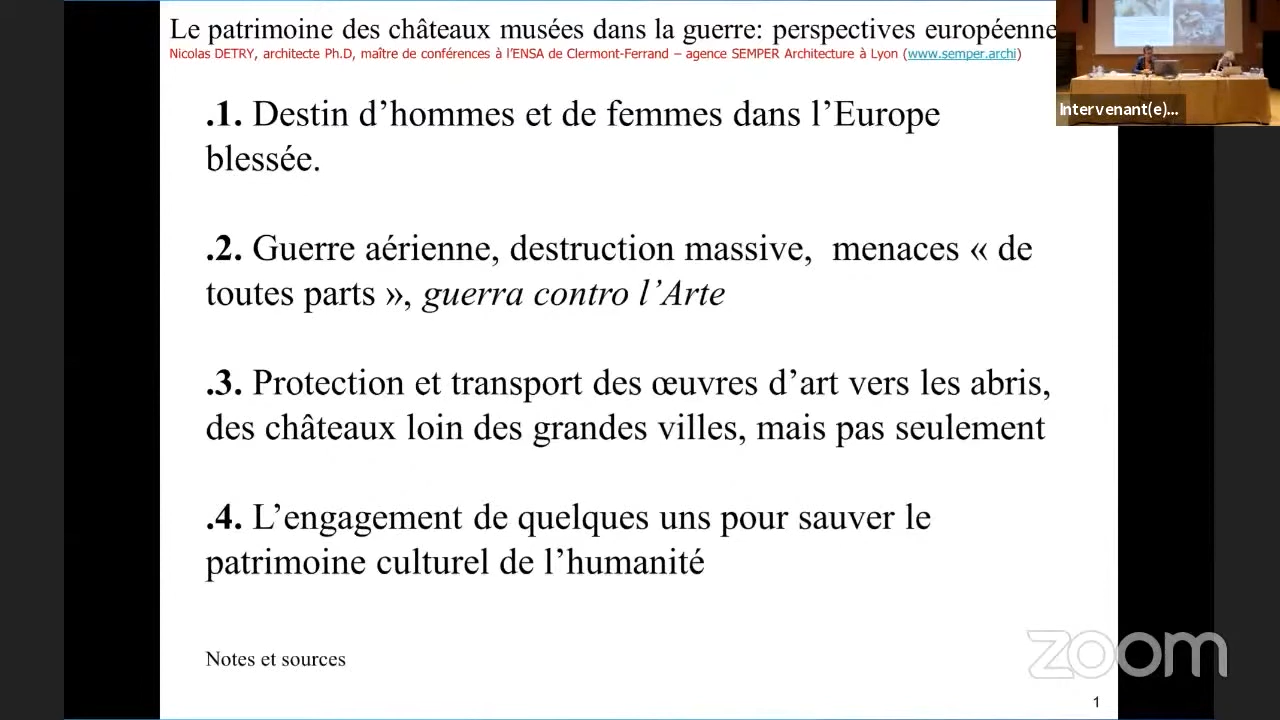 Le patrimoine des châteaux musées dans la guerre: perspectives européenne
Nicolas DETRY, architecte Ph.D, maître de conférences à l'ENSA de Clermont-Ferrand – agence SEMPER Architecture à Lyon (www.semper.archi)
Intervenant(e)...
.1. Destin d’hommes et de femmes dans l’Europe
blessée.
.2. Guerre aérienne, destruction massive,  menaces « de
toutes parts », guerra contro l’Arte
.3. Protection et transport des œuvres d’art vers les abris,
des châteaux loin des grandes villes, mais pas seulement
.4. L’engagement de quelques uns pour sauver le
patrimoine culturel de l’humanité
Notes et sources
zoom
1